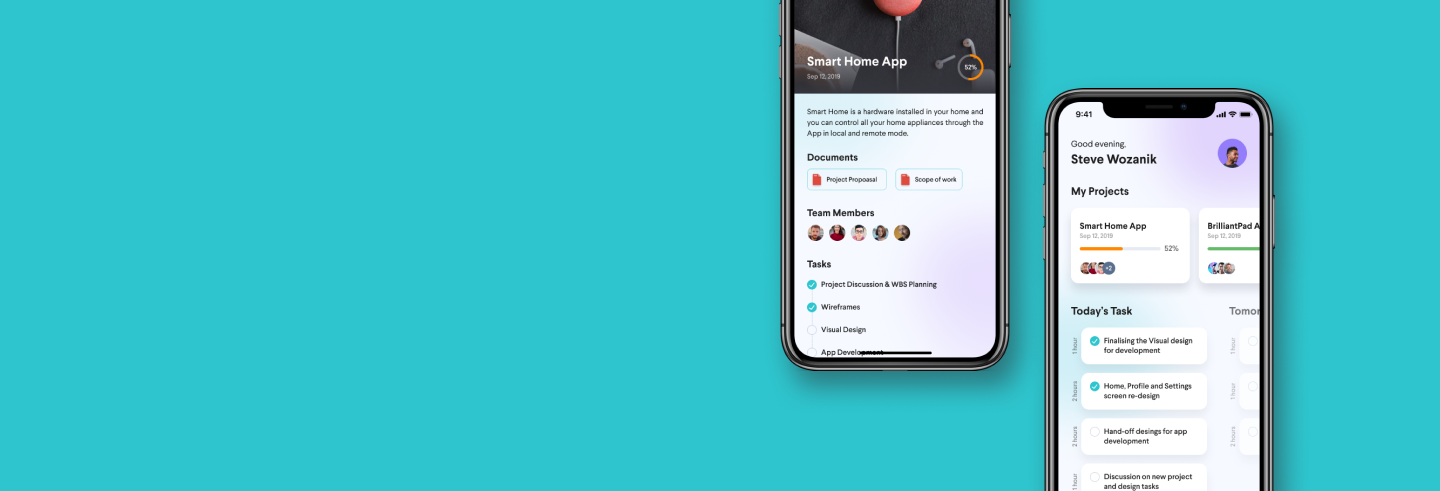 Smart Home App
Sep 12, 2019
52%
Smart Home is a hardware installed in your home and
you can control all your home appliances through the
App in local and remote mode.
Documents
Project Propoasal
Scope of work
Team Members
Tasks
Project Discussion & WBS Planning
Wireframes
Visual Design
App Development
9:41
Good evening,
Steve Wozanik
My Projects
Smart Home App
Sep 12, 2019
52%
+2
BrilliantPad A
Sep 12, 2019
Today's Task
Tomor
1 hour
Finalising the Visual design
for development
1 hour
2 hours
Home, Profile and Settings
screen re-design
1 hour
2 hours
Hand-off desings for app
development
2 hours
1 hour
Discussion on new project
and design tasks